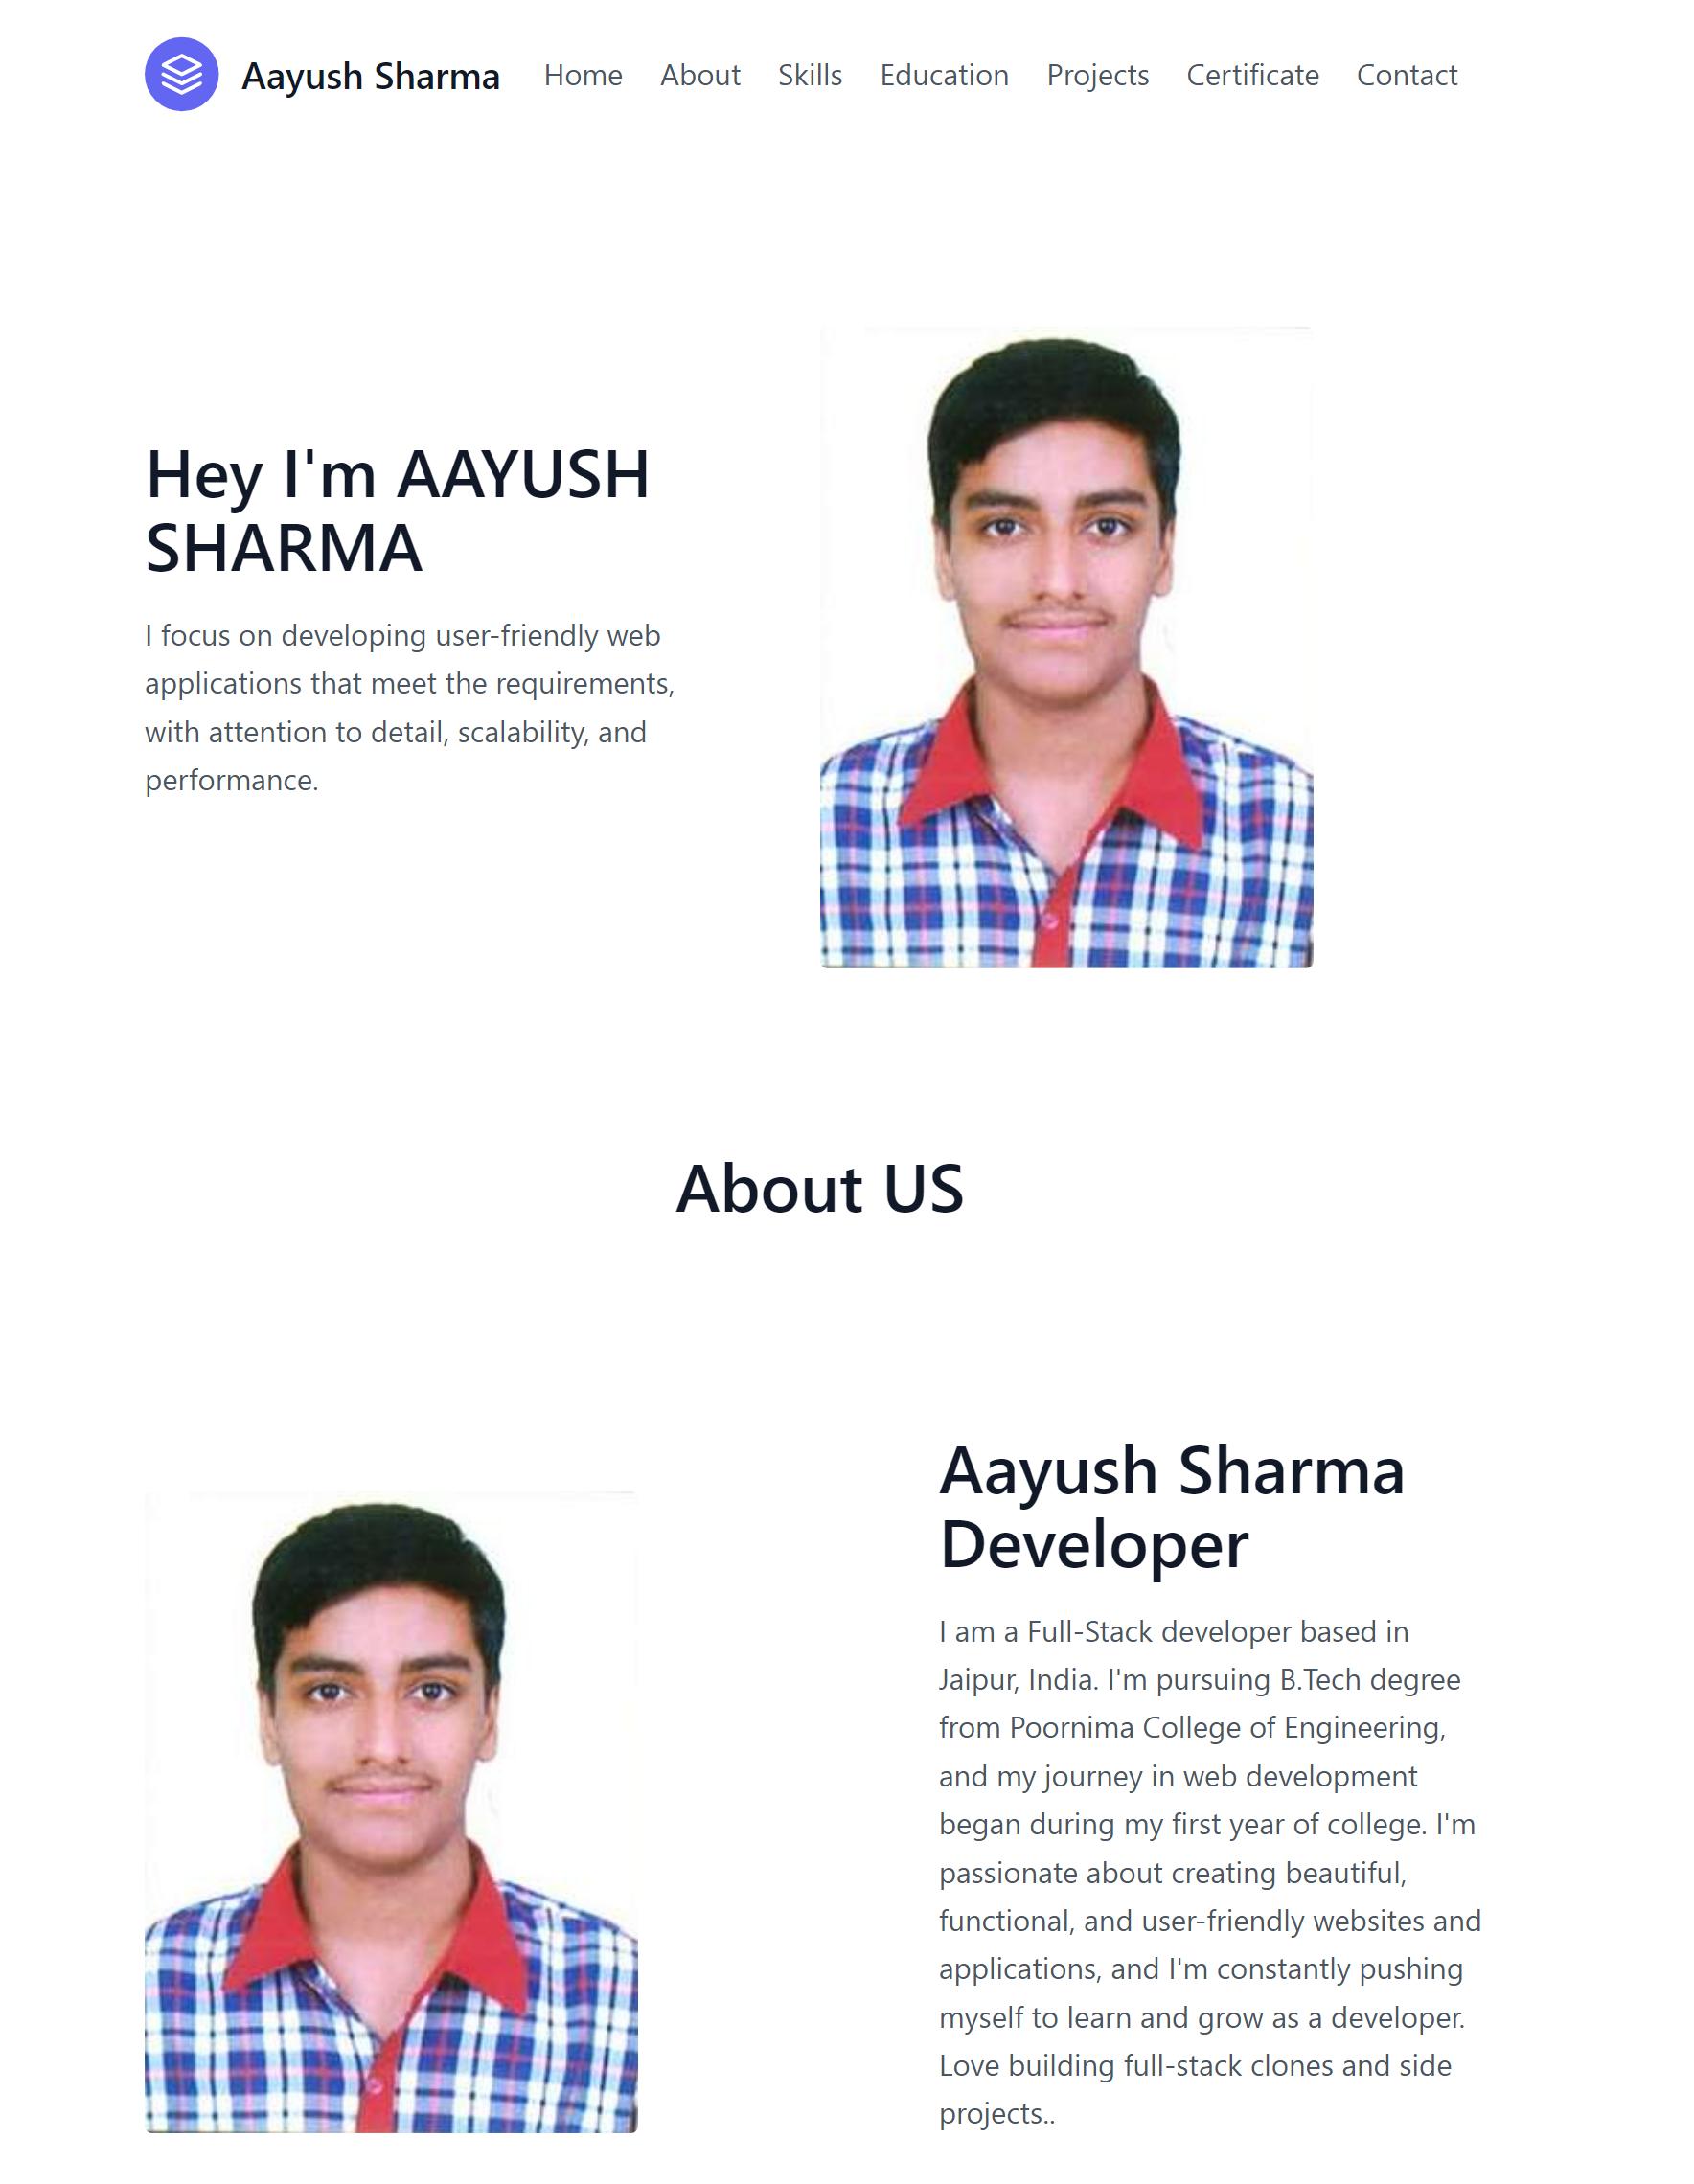 Aayush Sharma Home About Skills Education Projects Certificate Contact
Hey I'm AAYUSH
SHARMA
I focus on developing user-friendly web
applications that meet the requirements,
with attention to detail, scalability, and
performance.
About US
Aayush Sharma
Developer
I am a Full-Stack developer based in
Jaipur, India. I'm pursuing B.Tech degree
from Poornima College of Engineering,
and my journey in web development
began during my first year of college. I'm
passionate about creating beautiful,
functional, and user-friendly websites and
applications, and I'm constantly pushing
myself to learn and grow as a developer.
Love building full-stack clones and side
projects..